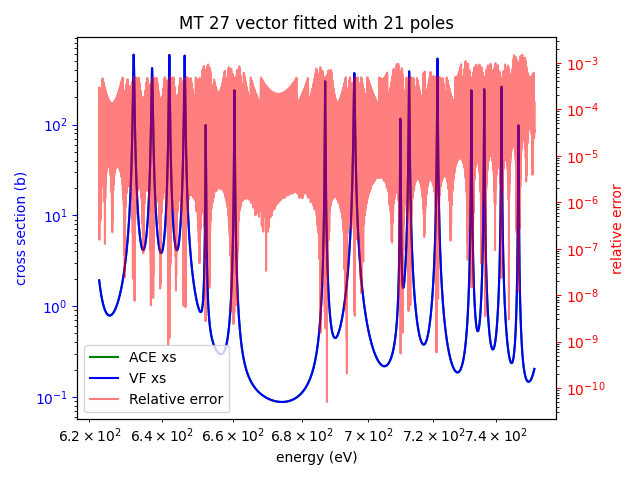 MT 27 vector fitted with 21 poles
10²
10¹
10⁰
10⁻¹
cross section (b)
10⁻³
10⁻⁴
10⁻⁵
10⁻⁶
10⁻⁷
10⁻⁸
10⁻⁹
10⁻¹⁰
relative error
ACE xs
VF xs
Relative error
6.2 × 10² 6.4 × 10² 6.6 × 10² 6.8 × 10² 7 × 10² 7.2 × 10² 7.4 × 10²
energy (eV)